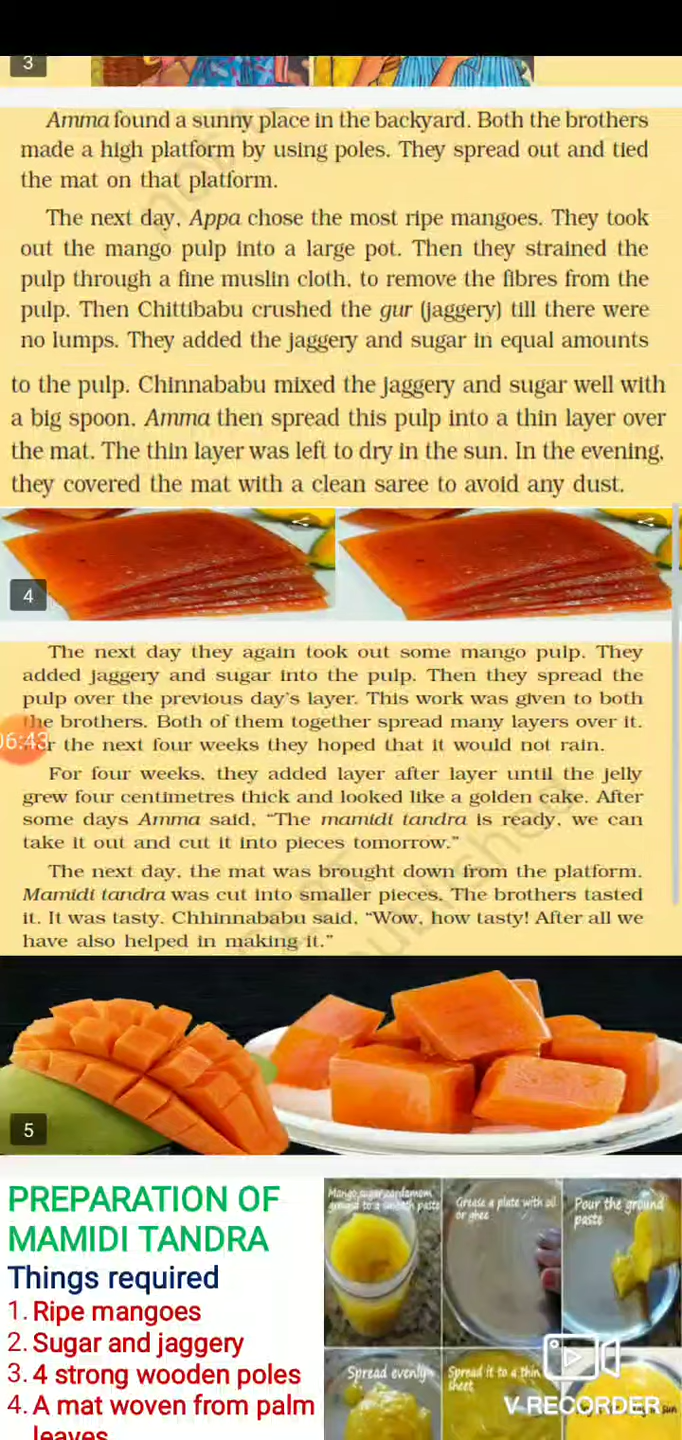 3
Amma found a sunny place in the backyard. Both the brothers
made a high platform by using poles. They spread out and tied
the mat on that platform.
The next day, Appa chose the most ripe mangoes. They took
out the mango pulp into a large pot. Then they strained the
pulp through a fine muslin cloth, to remove the fibres from the
pulp. Then Chittibabu crushed the gur (jaggery) till there were
no lumps. They added the jaggery and sugar in equal amounts
to the pulp. Chinnababu mixed the jaggery and sugar well with
a big spoon. Amma then spread this pulp into a thin layer over
the mat. The thin layer was left to dry in the sun. In the evening,
they covered the mat with a clean saree to avoid any dust.
4
The next day they again took out some mango pulp. They
added jaggery and sugar into the pulp. Then they spread the
pulp over the previous day's layer. This work was given to both
the brothers. Both of them together spread many layers over it.
06:43
the next four weeks they hoped that it would not rain.
For four weeks, they added layer after layer until the jelly
grew four centimetres thick and looked like a golden cake. After
some days Amma said, "The mamidi tandra is ready, we can
take it out and cut it into pieces tomorrow."
The next day, the mat was brought down from the platform.
Mamidi tandra was cut into smaller pieces. The brothers tasted
it. It was tasty. Chhinnababu said, "Wow, how tasty! After all we
have also helped in making it."
5
PREPARATION OF
MAMIDI TANDRA
Things required
1. Ripe mangoes
2. Sugar and jaggery
3. 4 strong wooden poles
4. A mat woven from palm
leaves
Mango, sugar, cardamom
ground to a smooth paste
Grease a plate with oil
or ghee
Pour the ground
paste
Spread evenly
Spread it to a thin
sheet
sun
V RECORDER